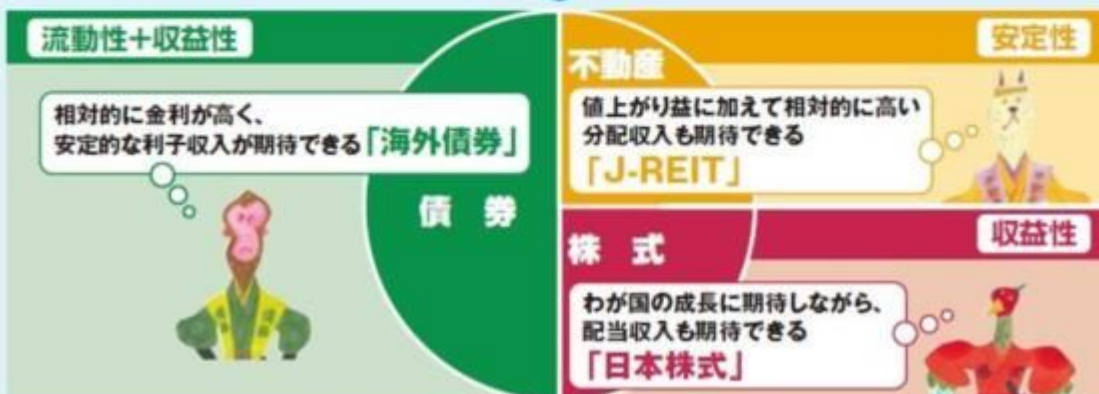 流動性+収益性
相対的に金利が高く、
安定的な利子収入が期待できる「海外債券」
債 券
不動産
安定性
値上がり益に加えて相対的に高い
分配収入も期待できる
「J-REIT」
株 式
収益性
わが国の成長に期待しながら、
配当収入も期待できる
「日本株式」